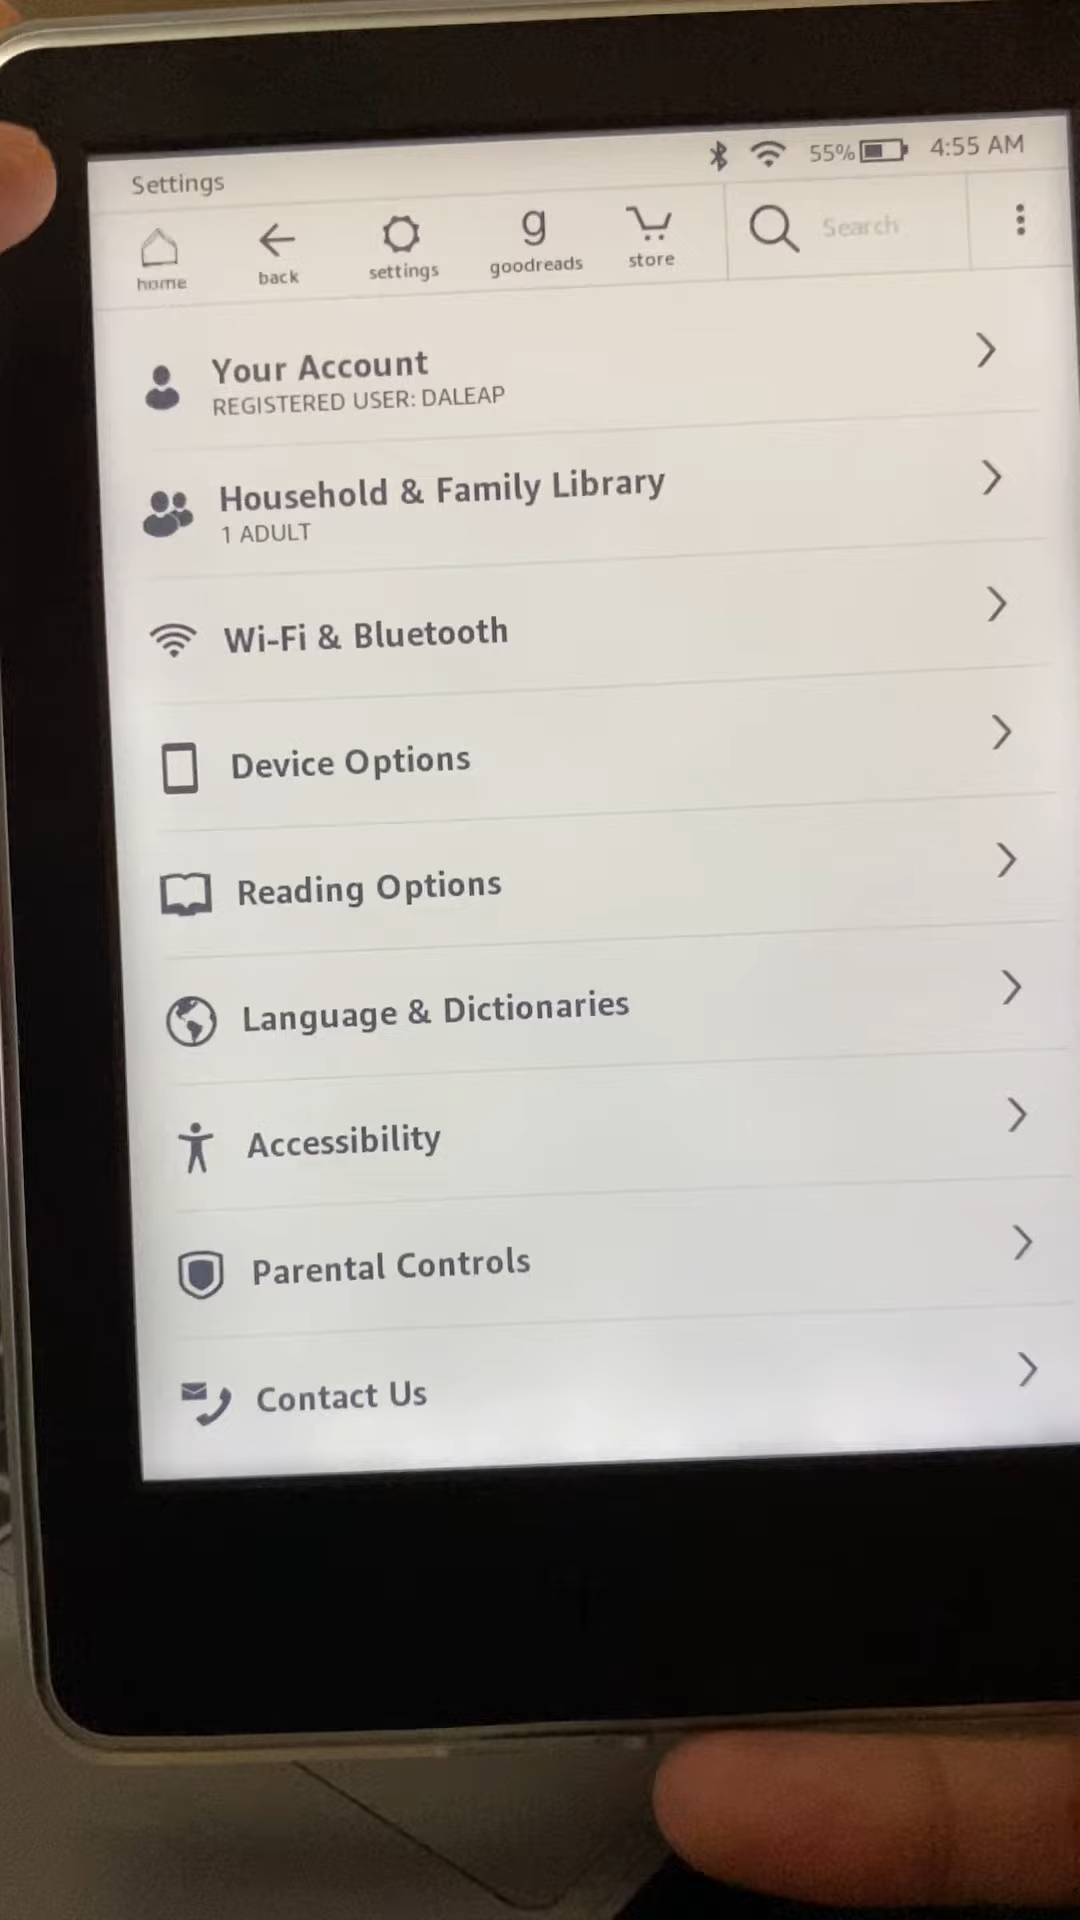 55% 4:55 AM
Settings
home back settings goodreads store Search
Your Account
REGISTERED USER: DALEAP
Household & Family Library
1 ADULT
Wi-Fi & Bluetooth
Device Options
Reading Options
Language & Dictionaries
Accessibility
Parental Controls
Contact Us